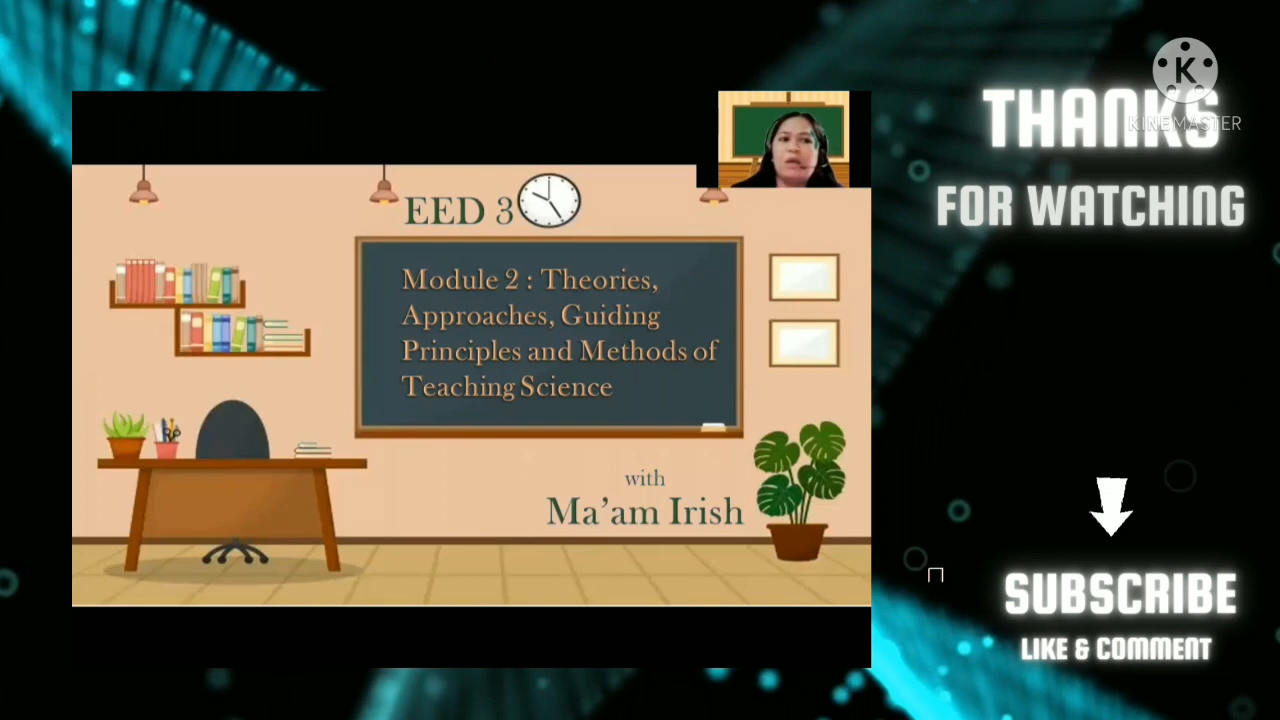 EED 3
Module 2 : Theories,
Approaches, Guiding
Principles and Methods of
Teaching Science
with
Ma'am Irish
K
KINEMASTER
THANKS
FOR WATCHING
SUBSCRIBE
LIKE & COMMENT